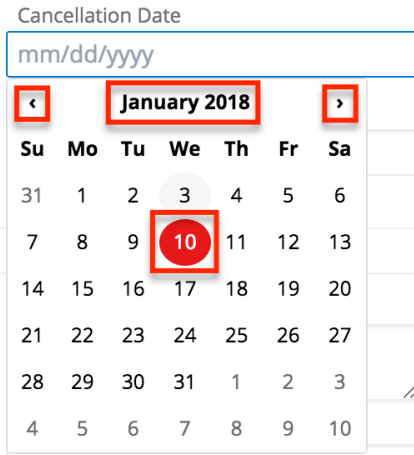 Cancellation Date
mm/dd/yyyy
‹ January 2018 ›
Su Mo Tu We Th Fr Sa
31 1 2 3 4 5 6
7 8 9 10 11 12 13
14 15 16 17 18 19 20
21 22 23 24 25 26 27
28 29 30 31 1 2 3
4 5 6 7 8 9 10